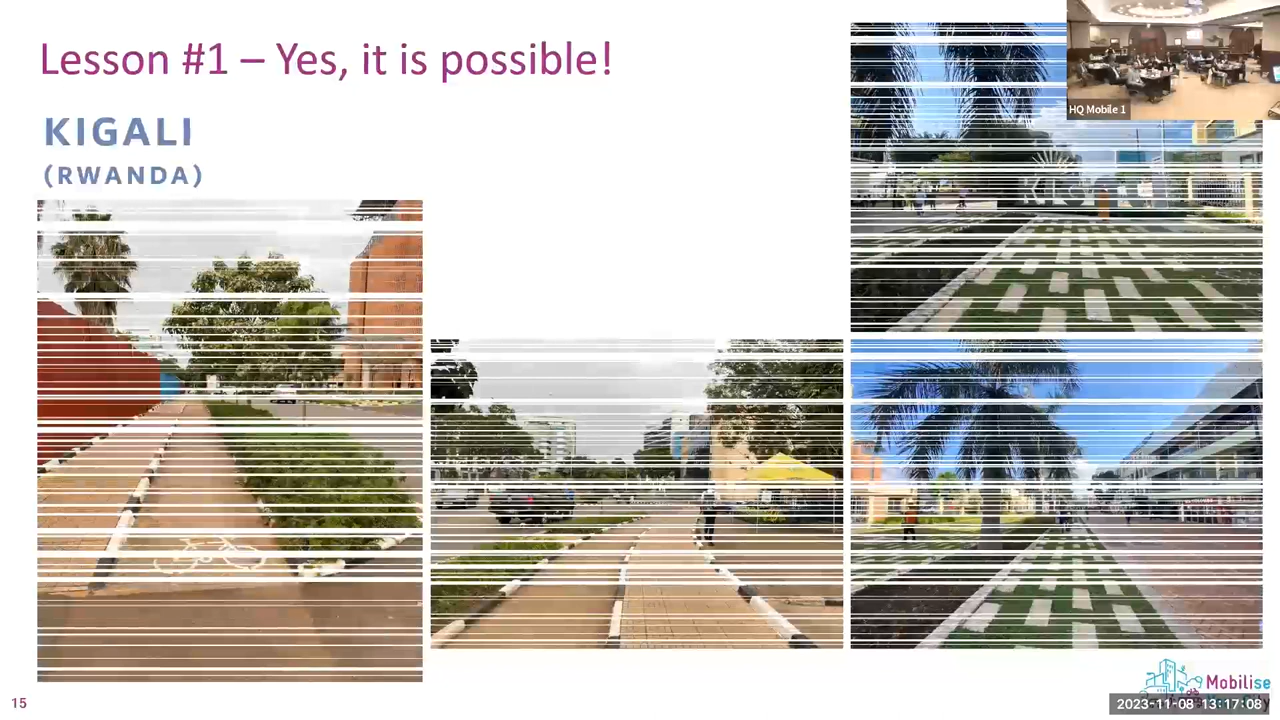 Lesson #1 – Yes, it is possible!
HQ Mobile 1
KIGALI
(RWANDA)
Mobilise
15
2023-11-08 13:17:08